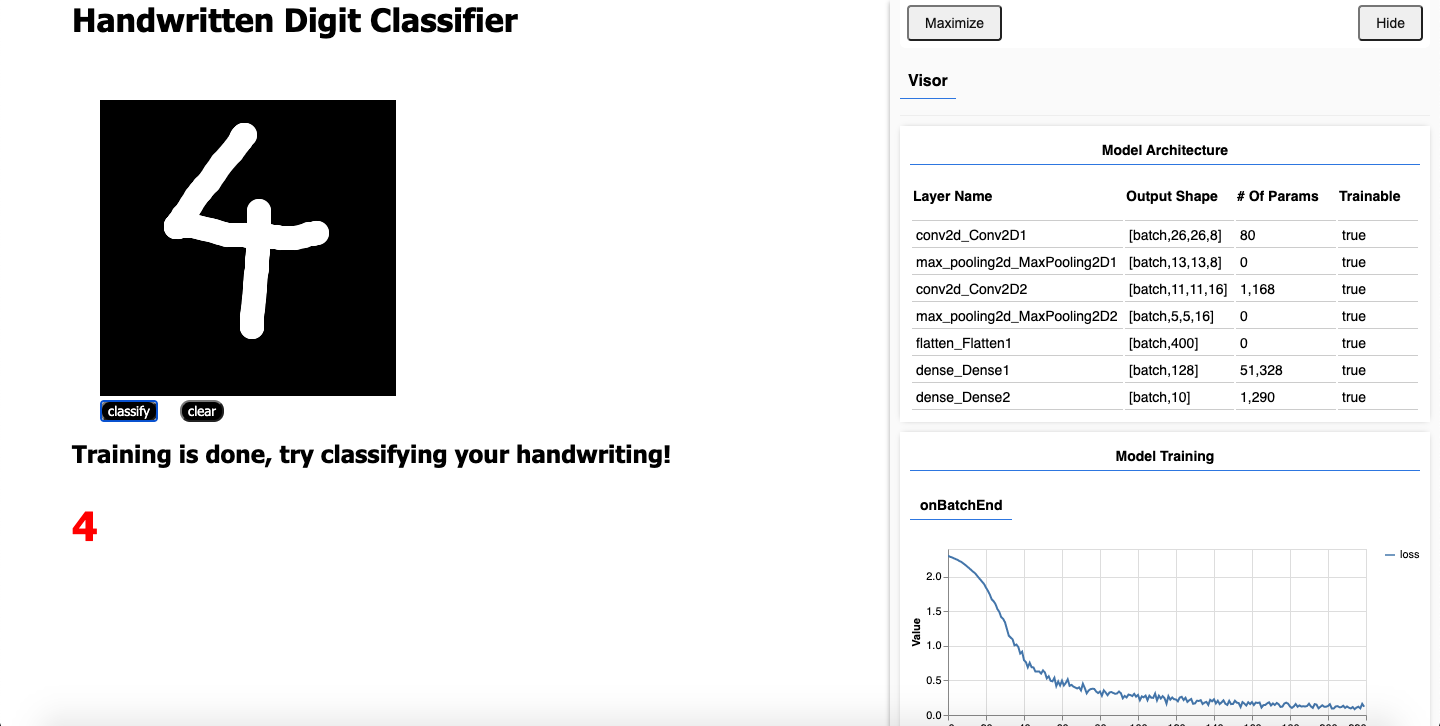 Handwritten Digit Classifier
4
classify clear
Training is done, try classifying your handwriting!
4
Maximize Hide
Visor
Model Architecture
Layer Name Output Shape # Of Params Trainable
conv2d_Conv2D1 [batch,26,26,8] 80 true
max_pooling2d_MaxPooling2D1 [batch,13,13,8] 0 true
conv2d_Conv2D2 [batch,11,11,16] 1,168 true
max_pooling2d_MaxPooling2D2 [batch,5,5,16] 0 true
flatten_Flatten1 [batch,400] 0 true
dense_Dense1 [batch,128] 51,328 true
dense_Dense2 [batch,10] 1,290 true
Model Training
onBatchEnd
loss
2.0
1.5
1.0
0.5
0.0
Value